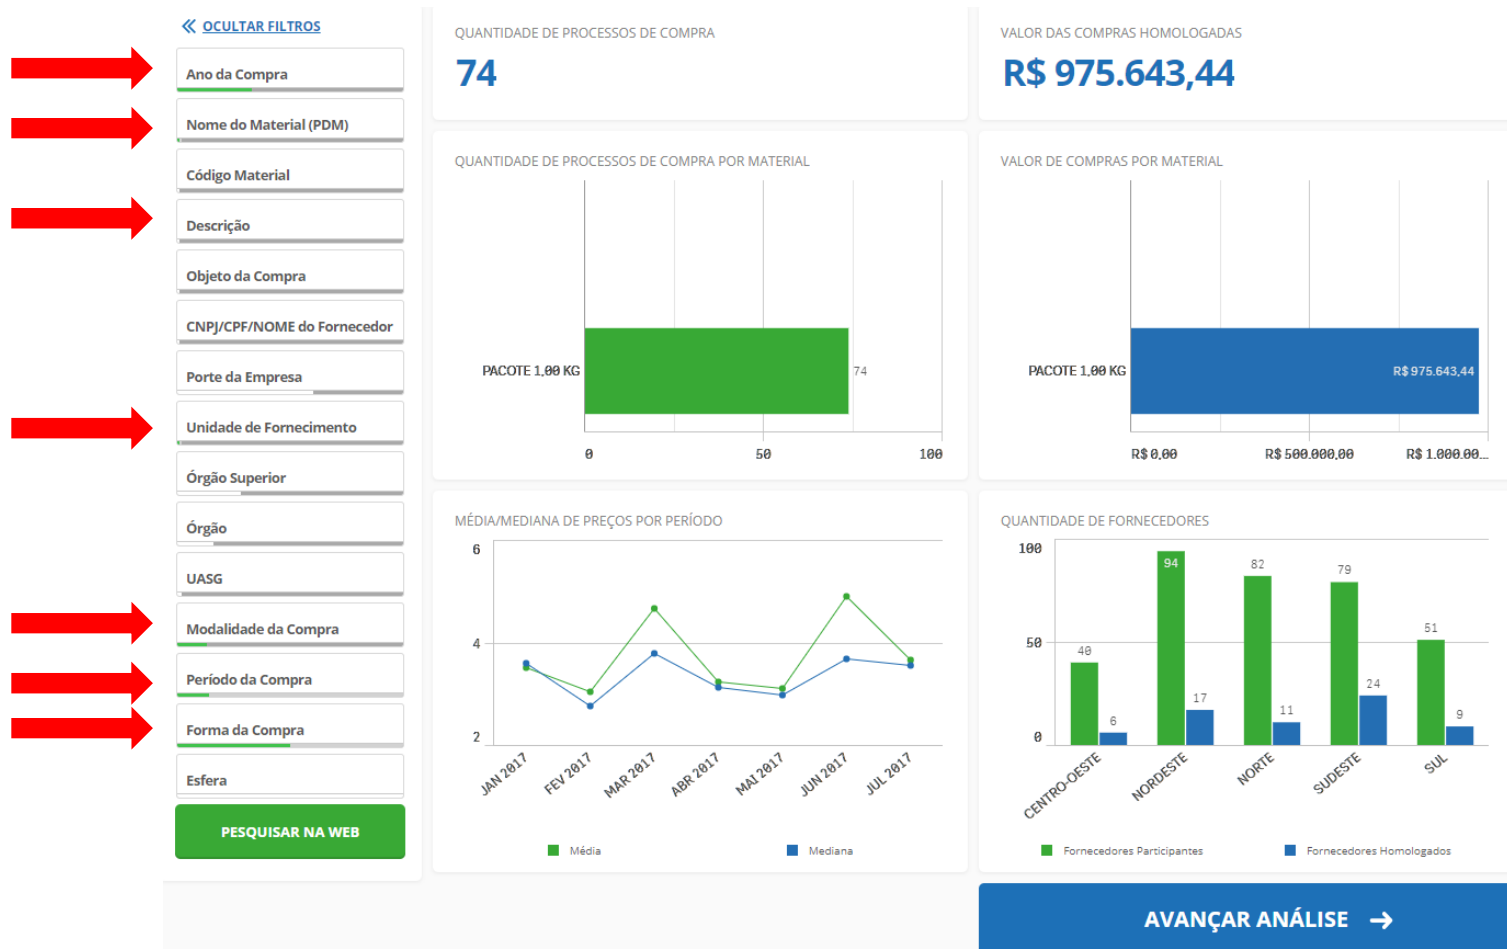 OCULTAR FILTROS
Ano da Compra
Nome do Material (PDM)
Código Material
Descrição
Objeto da Compra
CNPJ/CPF/NOME do Fornecedor
Porte da Empresa
Unidade de Fornecimento
Órgão Superior
Órgão
UASG
Modalidade da Compra
Período da Compra
Forma da Compra
Esfera
PESQUISAR NA WEB
QUANTIDADE DE PROCESSOS DE COMPRA
74
VALOR DAS COMPRAS HOMOLOGADAS
R$ 975.643,44
QUANTIDADE DE PROCESSOS DE COMPRA POR MATERIAL
PACOTE 1,00 KG
74
0 50 100
VALOR DE COMPRAS POR MATERIAL
PACOTE 1,00 KG
R$ 975.643,44
R$ 0,00 R$ 500.000,00 R$ 1.000.00...
MÉDIA/MEDIANA DE PREÇOS POR PERÍODO
6
4
2
JAN 2017 FEV 2017 MAR 2017 ABR 2017 MAI 2017 JUN 2017 JUL 2017
Média Mediana
QUANTIDADE DE FORNECEDORES
100
50
0
40 6 94 17 82 11 79 24 51 9
CENTRO-OESTE NORDESTE NORTE SUDESTE SUL
Fornecedores Participantes Fornecedores Homologados
AVANÇAR ANÁLISE →